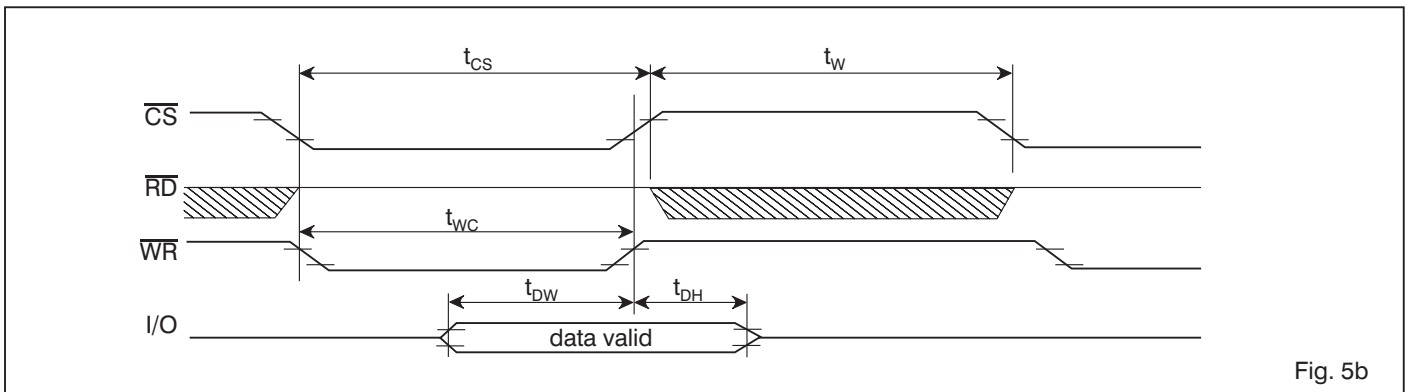 tCS
tW
CS
RD
tWC
WR
tDW
tDH
I/O
data valid
Fig. 5b